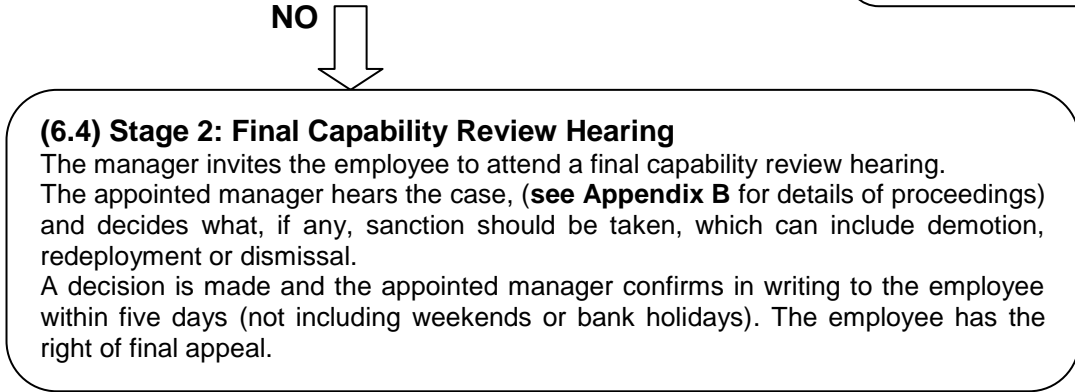 NO
(6.4) Stage 2: Final Capability Review Hearing
The manager invites the employee to attend a final capability review hearing.
The appointed manager hears the case, (see Appendix B for details of proceedings)
and decides what, if any, sanction should be taken, which can include demotion,
redeployment or dismissal.
A decision is made and the appointed manager confirms in writing to the employee
within five days (not including weekends or bank holidays). The employee has the
right of final appeal.